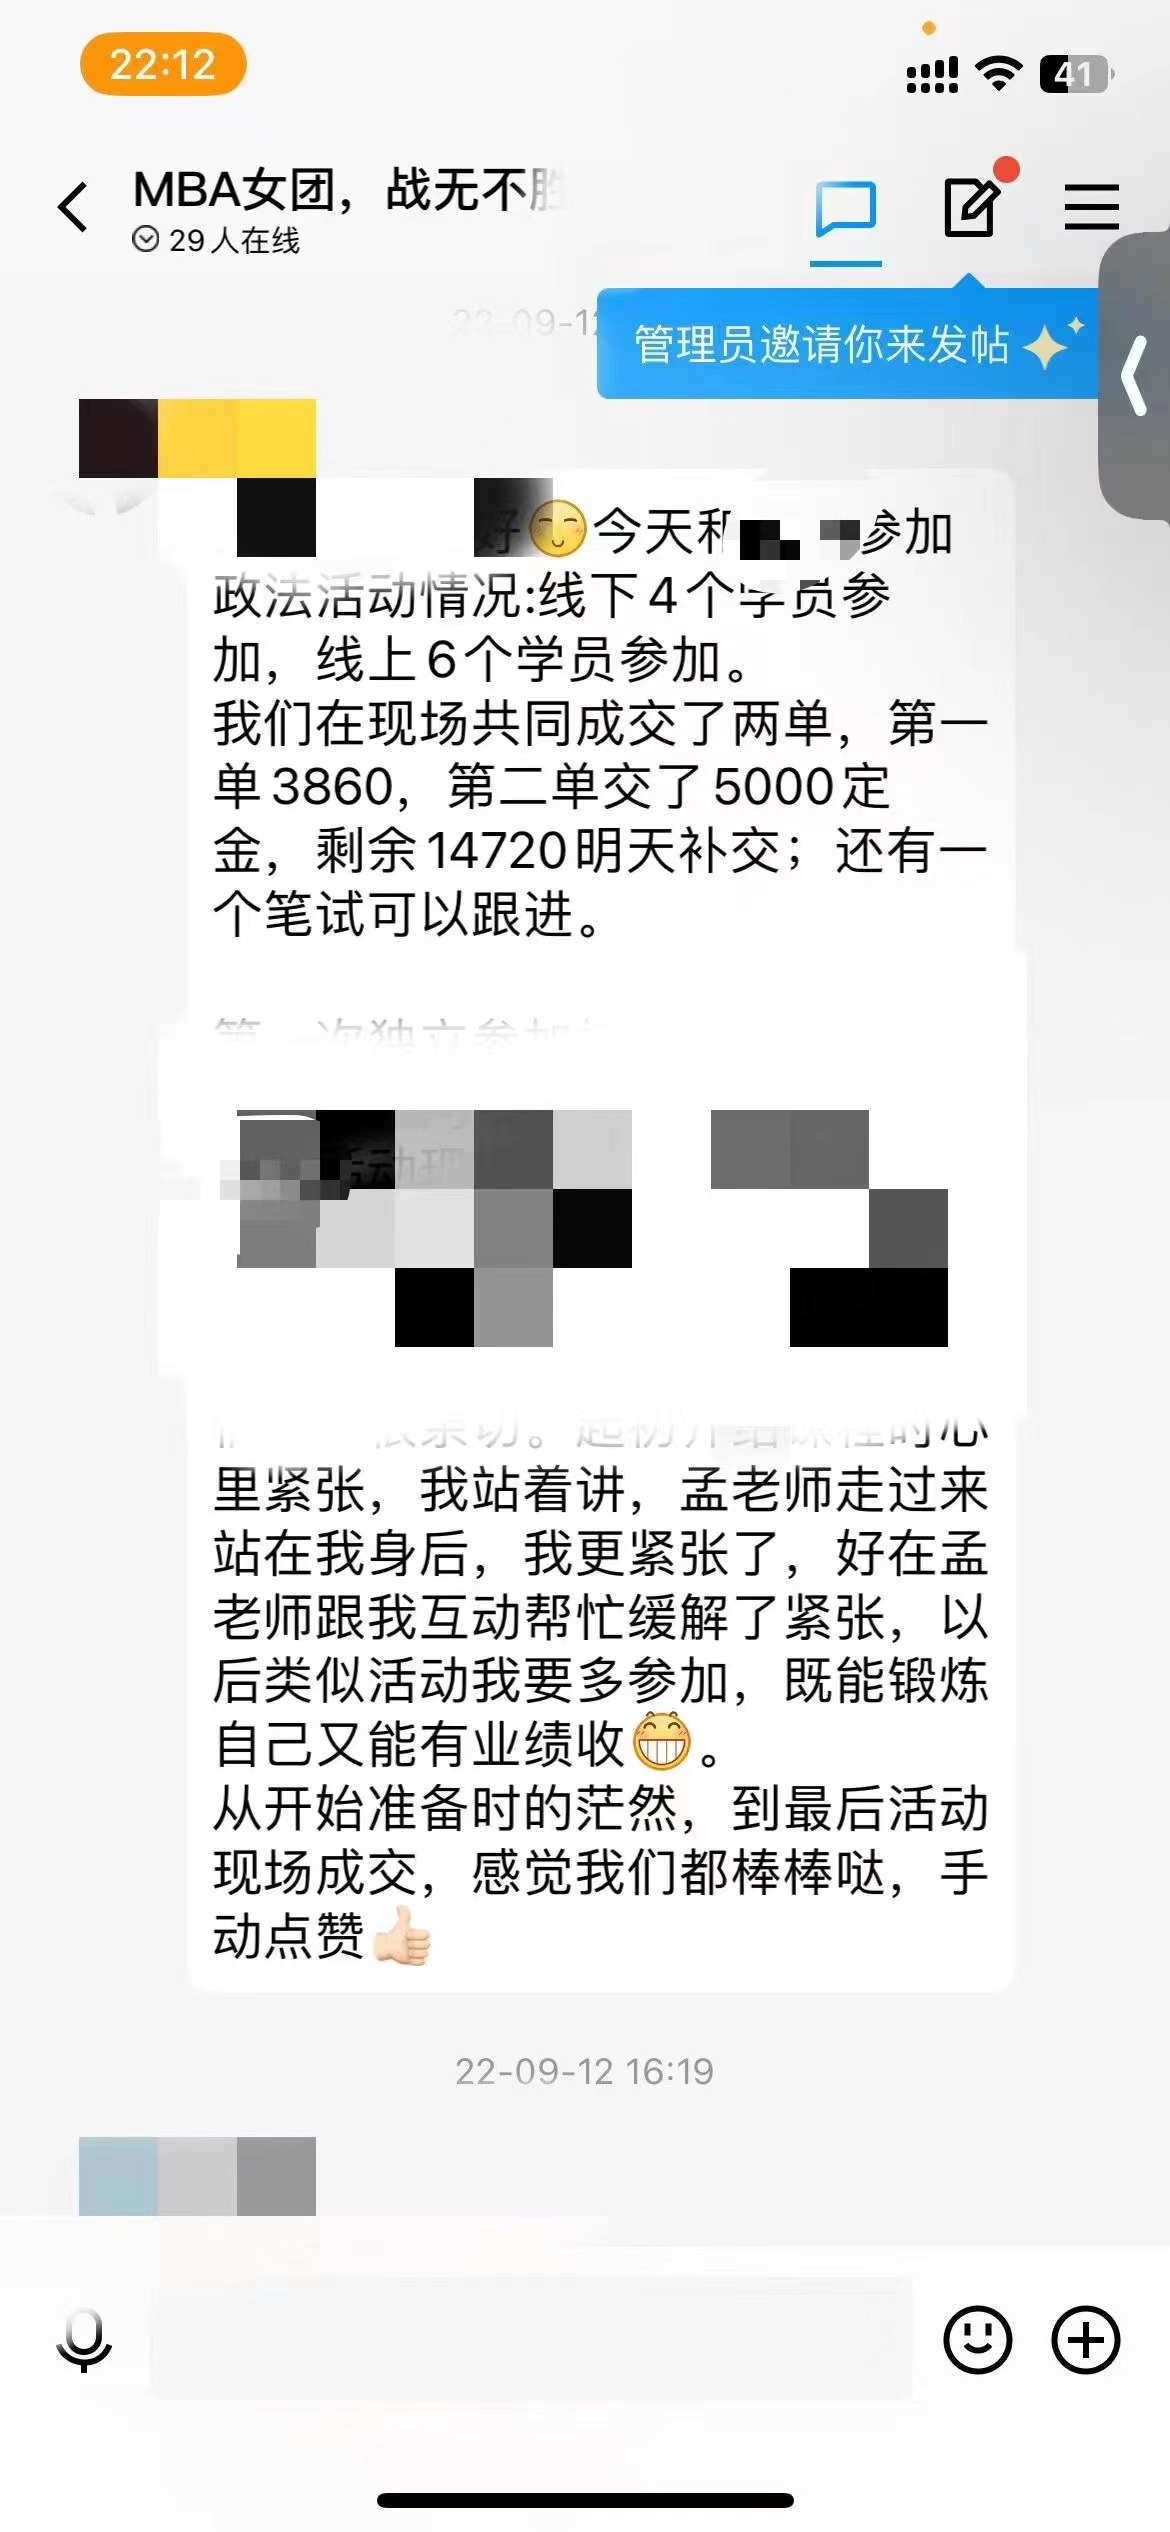 22:12
41
MBA女团，战无不胜
29人在线
管理员邀请你来发帖
好 今天和 参加
政法活动情况:线下4个学员参
加，线上6个学员参加。
我们在现场共同成交了两单，第一
单3860，第二单交了5000定
金，剩余14720明天补交；还有一
个笔试可以跟进。
里紧张，我站着讲，孟老师走过来
站在我身后，我更紧张了，好在孟
老师跟我互动帮忙缓解了紧张，以
后类似活动我要多参加，既能锻炼
自己又能有业绩收😁。
从开始准备时的茫然，到最后活动
现场成交，感觉我们都棒棒哒，手
动点赞👍🏻
22-09-12 16:19